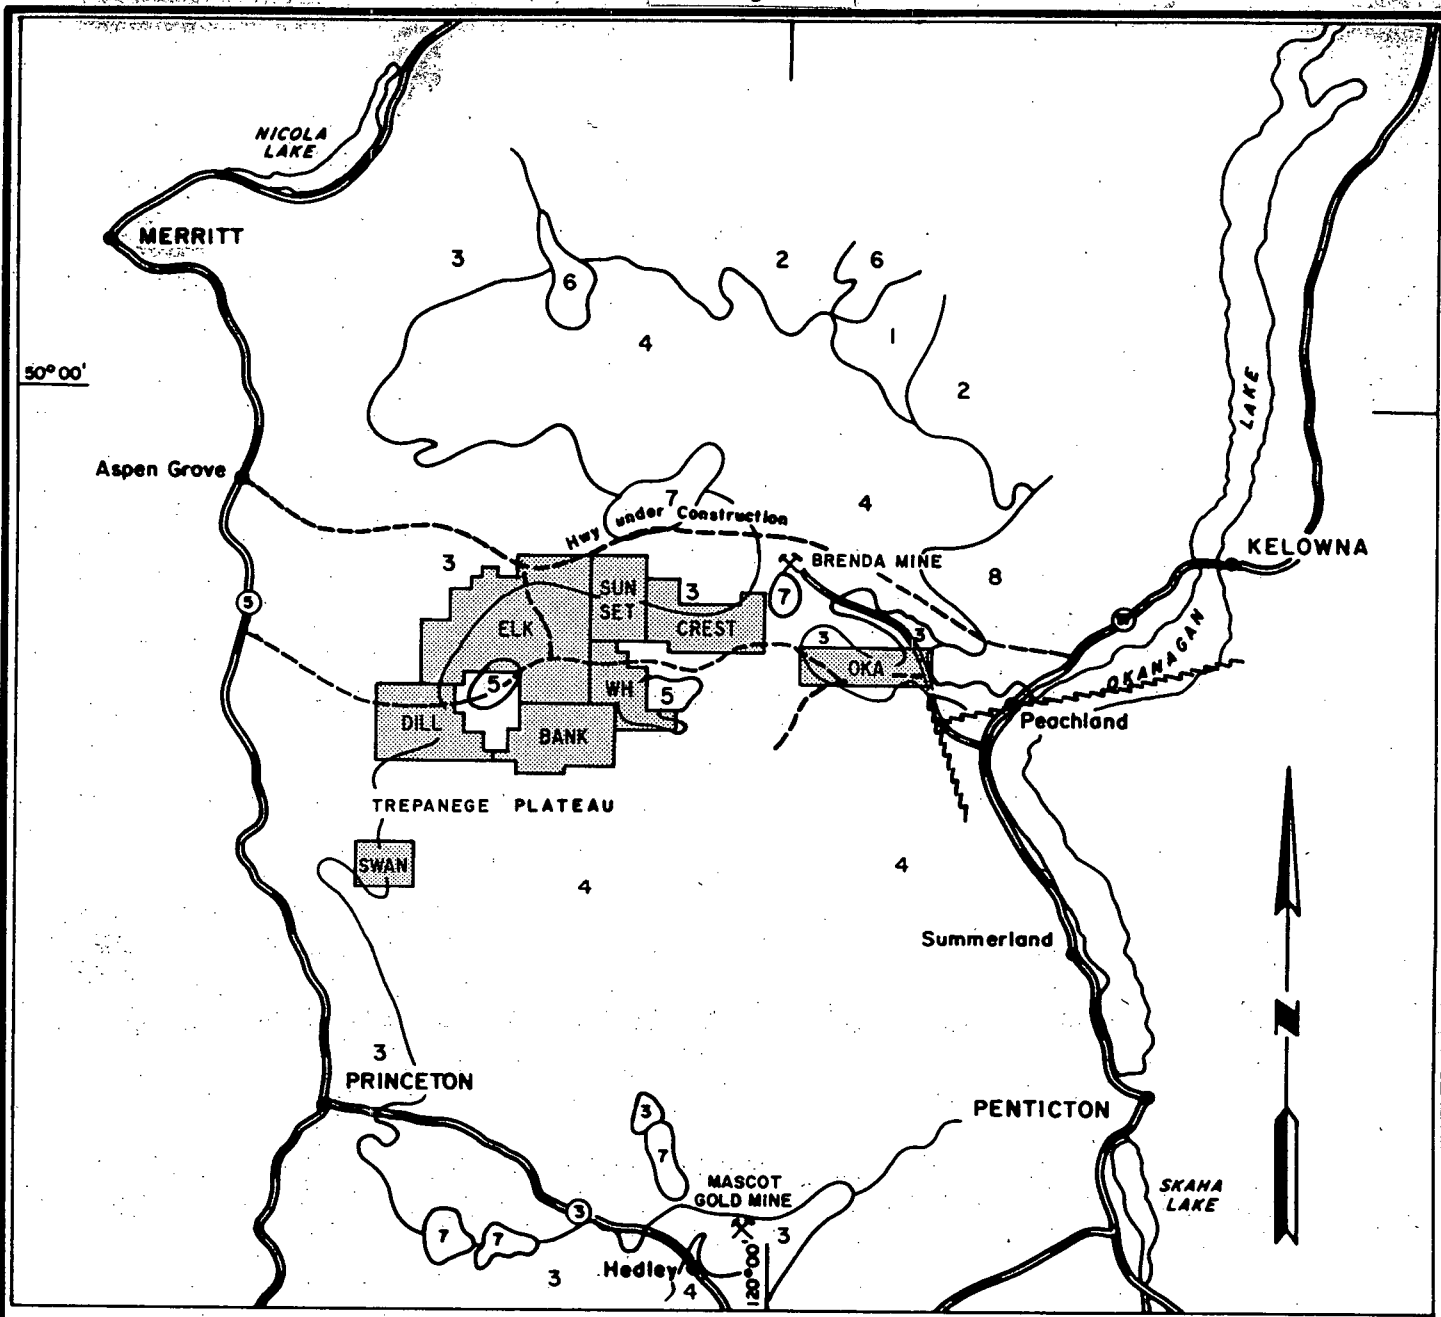 NICOLA
LAKE
MERRITT
3
2
6
6
1
4
50°00'
2
LAKE
Aspen Grove
7
4
Hwy under Construction
KELOWNA
3
BRENDA MINE
8
SUN
SET
3
7
5
ELK
CREST
3
3
OKA
OKANAGAN
5
WH
5
DILL
BANK
Peachland
TREPANEGE PLATEAU
SWAN
4
4
Summerland
N
3
PRINCETON
3
PENTICTON
7
MASCOT
GOLD MINE
SKAHA
LAKE
3
7
7
3
3
Hedley
4
120°00'